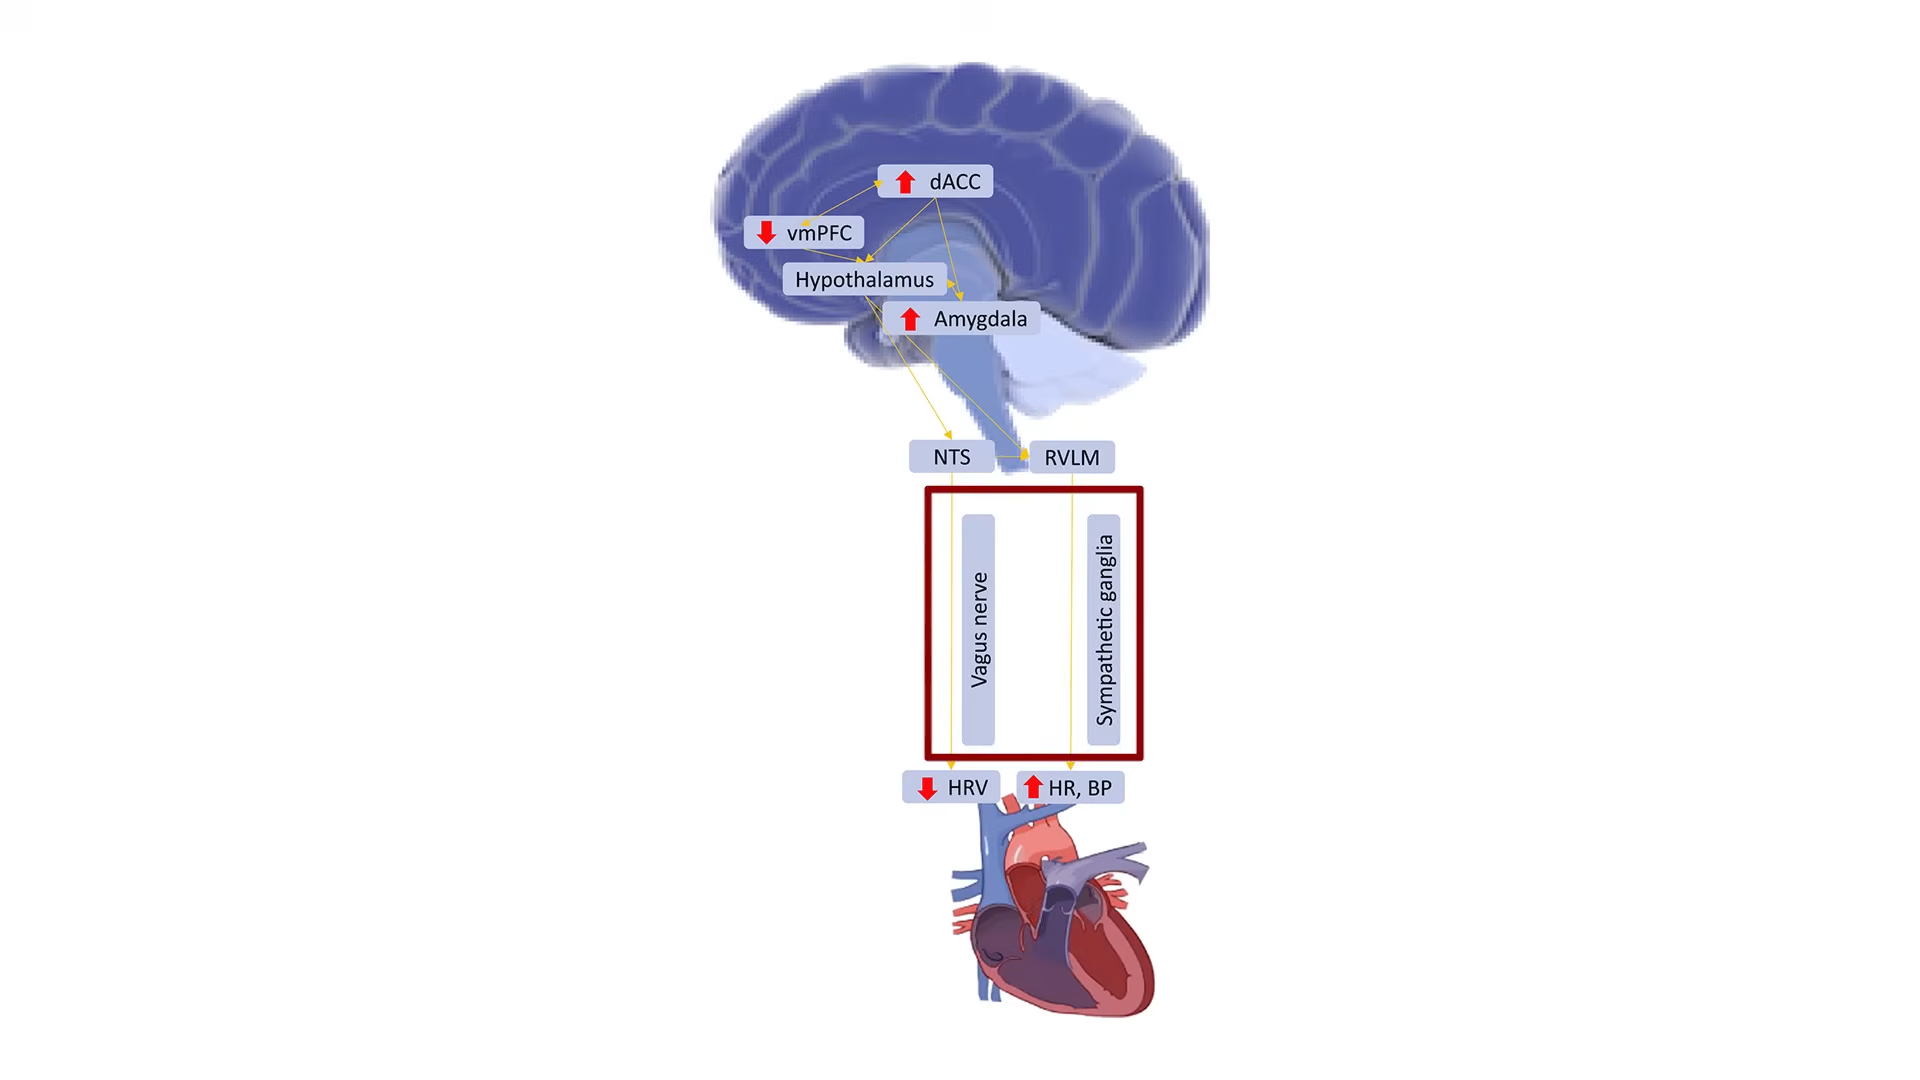 dACC
vmPFC
Hypothalamus
Amygdala
NTS
RVLM
Vagus nerve
Sympathetic ganglia
HRV
HR, BP